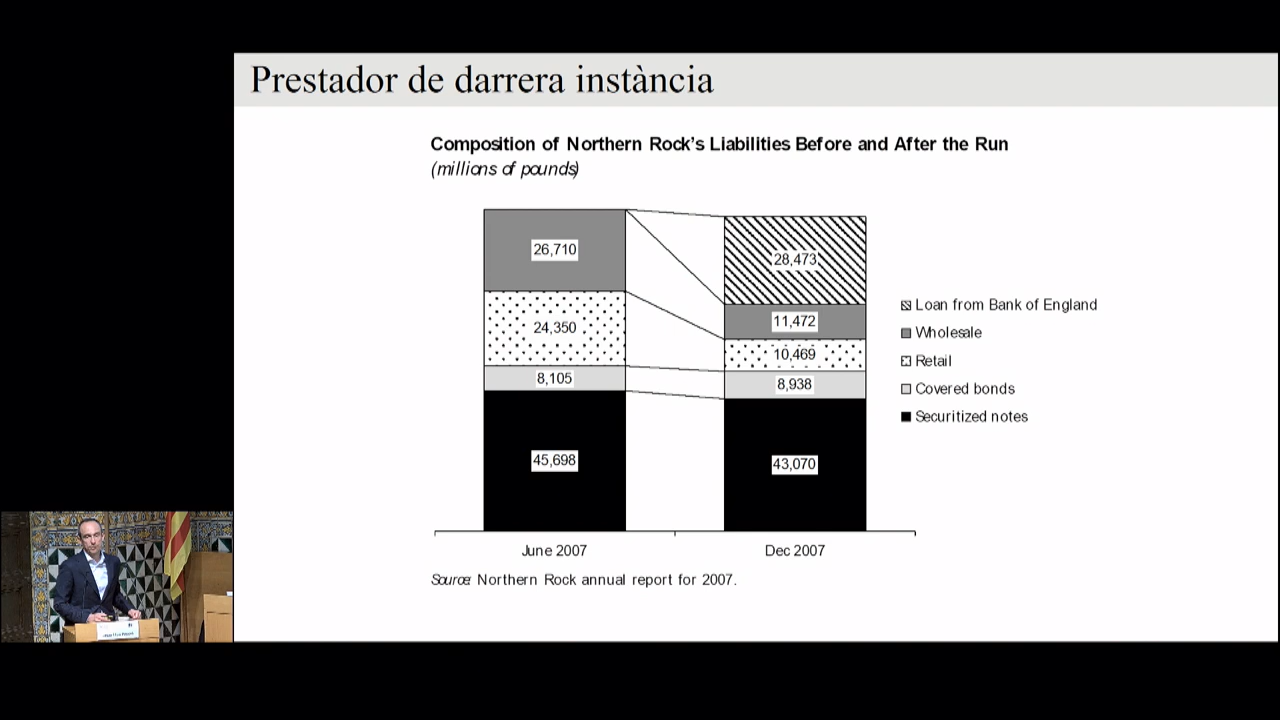 Prestador de darrera instància
Composition of Northern Rock's Liabilities Before and After the Run
(millions of pounds)
26,710
24,350
8,105
45,698
28,473
11,472
10,469
8,938
43,070
Loan from Bank of England
Wholesale
Retail
Covered bonds
Securitized notes
June 2007
Dec 2007
Source: Northern Rock annual report for 2007.